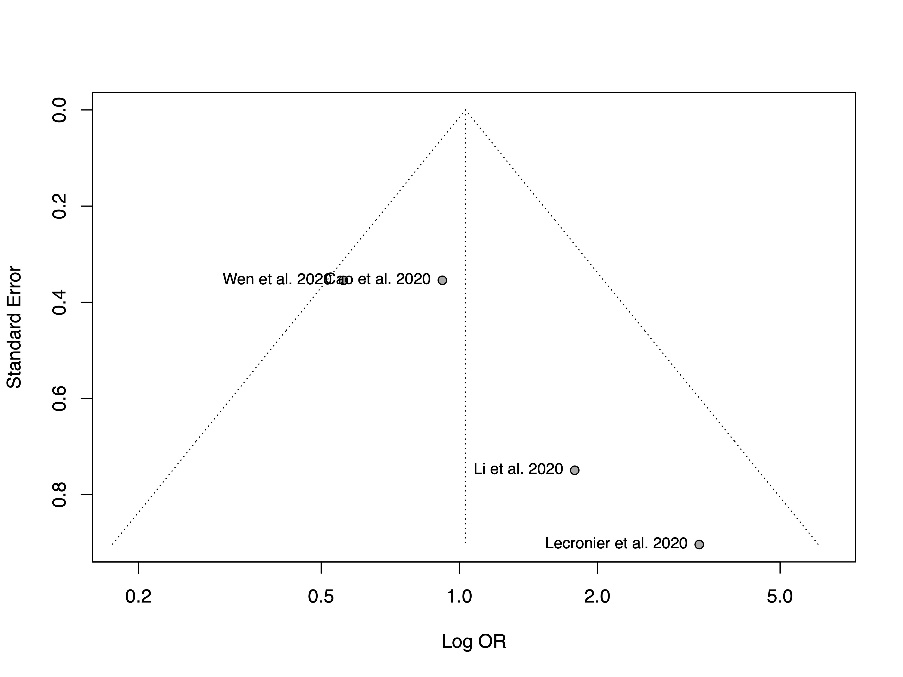 0.0
0.2
0.4
0.6
0.8
Standard Error
Wen et al. 2020
Cao et al. 2020
Li et al. 2020
Lecronier et al. 2020
0.2 0.5 1.0 2.0 5.0
Log OR